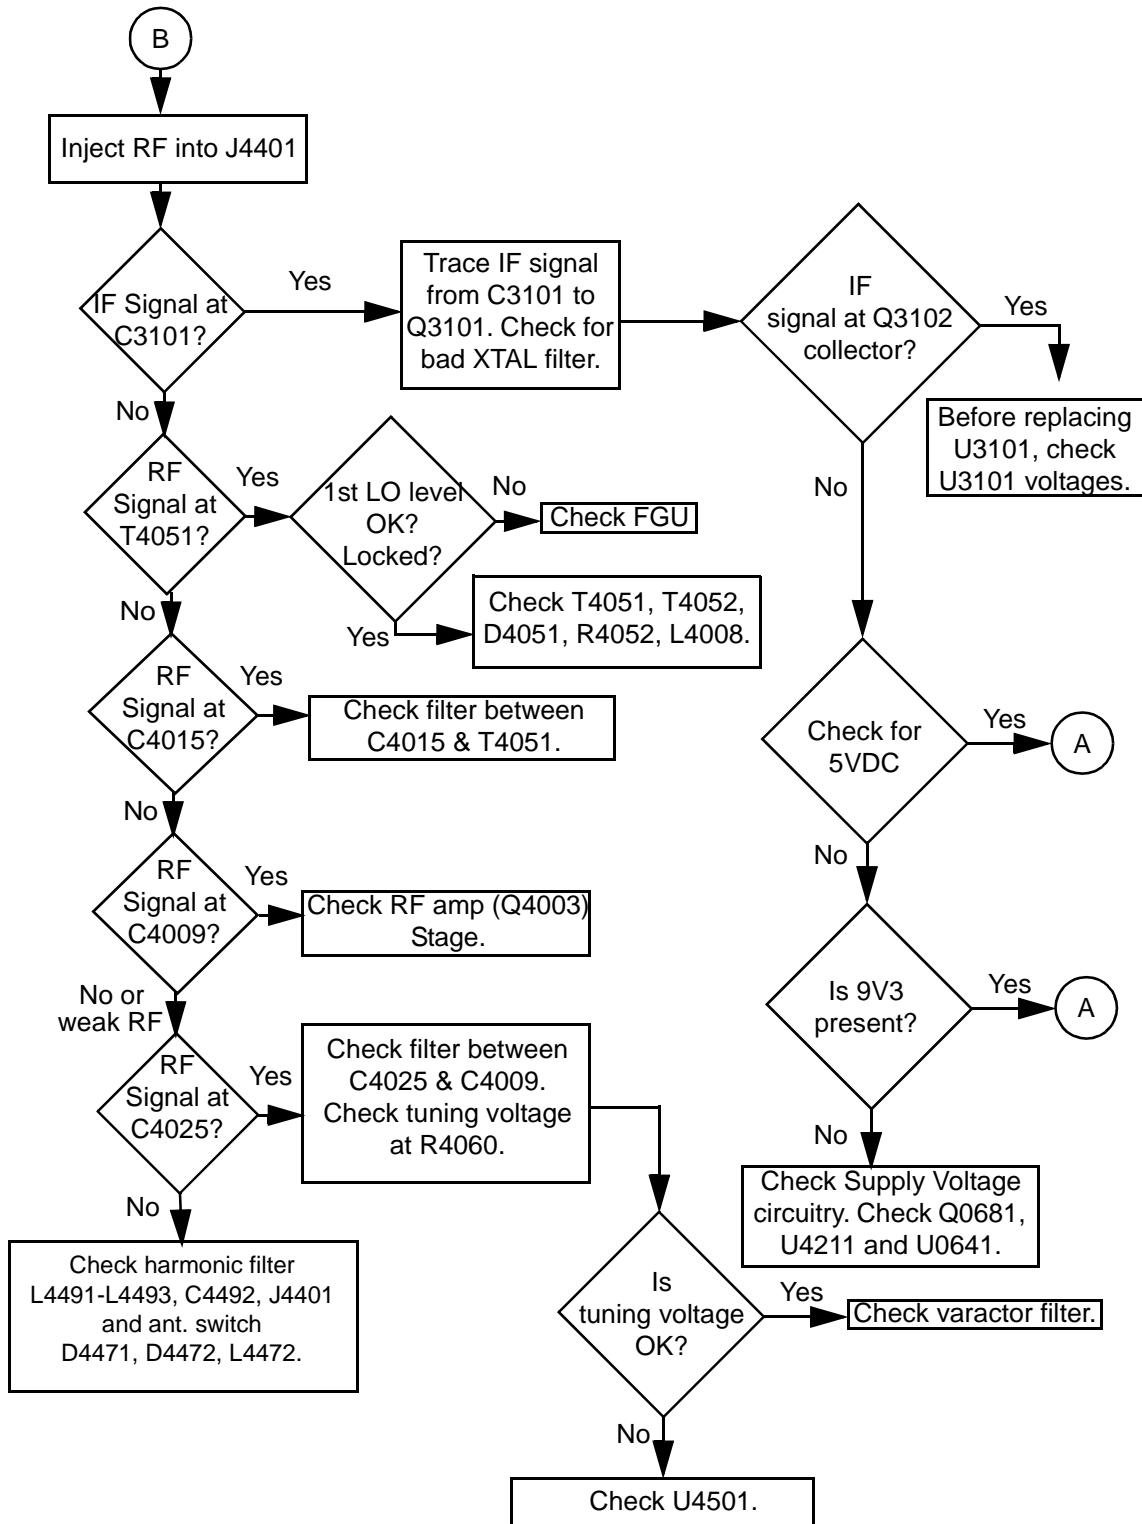 B
Inject RF into J4401
IF Signal at
C3101?
Yes
Trace IF signal
from C3101 to
Q3101. Check for
bad XTAL filter.
IF
signal at Q3102
collector?
Yes
Before replacing
U3101, check
U3101 voltages.
No
No
RF
Signal at
T4051?
Yes
1st LO level
OK?
Locked?
No
Check FGU
Yes
Check T4051, T4052,
D4051, R4052, L4008.
No
RF
Signal at
C4015?
Yes
Check filter between
C4015 & T4051.
Check for
5VDC
Yes
A
No
No
RF
Signal at
C4009?
Yes
Check RF amp (Q4003)
Stage.
Is 9V3
present?
Yes
A
No
Check Supply Voltage
circuitry. Check Q0681,
U4211 and U0641.
No or
weak RF
RF
Signal at
C4025?
Yes
Check filter between
C4025 & C4009.
Check tuning voltage
at R4060.
No
Check harmonic filter
L4491-L4493, C4492, J4401
and ant. switch
D4471, D4472, L4472.
Is
tuning voltage
OK?
Yes
Check varactor filter.
No
Check U4501.